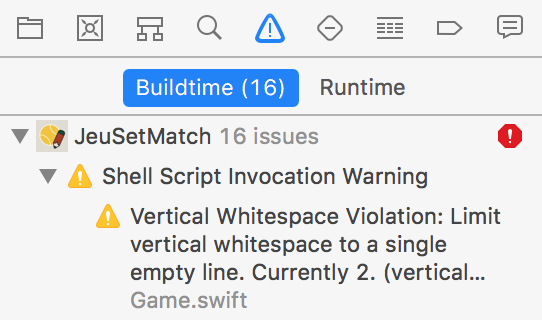 Buildtime (16) Runtime
JeuSetMatch 16 issues
Shell Script Invocation Warning
Vertical Whitespace Violation: Limit
vertical whitespace to a single
empty line. Currently 2. (vertical...
Game.swift